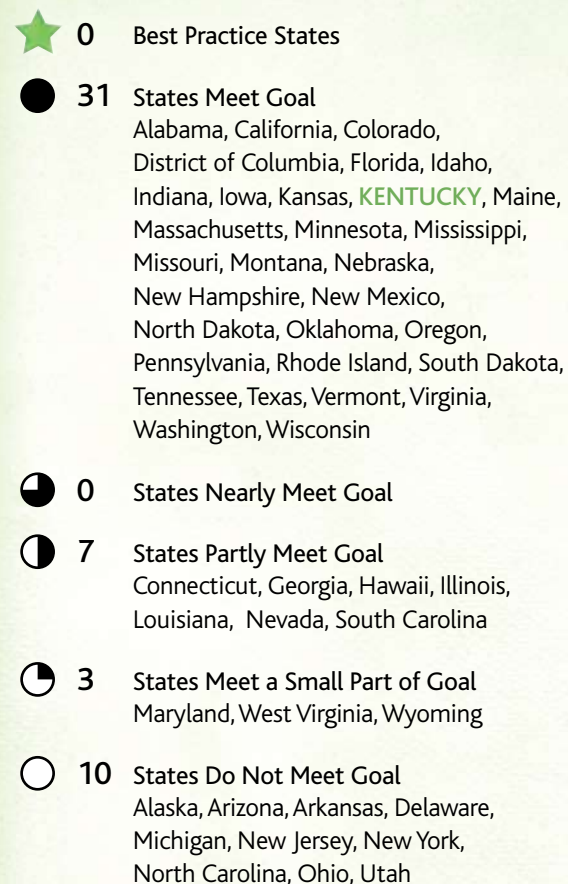 0 Best Practice States
31 States Meet Goal
Alabama, California, Colorado,
District of Columbia, Florida, Idaho,
Indiana, Iowa, Kansas, KENTUCKY, Maine,
Massachusetts, Minnesota, Mississippi,
Missouri, Montana, Nebraska,
New Hampshire, New Mexico,
North Dakota, Oklahoma, Oregon,
Pennsylvania, Rhode Island, South Dakota,
Tennessee, Texas, Vermont, Virginia,
Washington, Wisconsin
0 States Nearly Meet Goal
7 States Partly Meet Goal
Connecticut, Georgia, Hawaii, Illinois,
Louisiana, Nevada, South Carolina
3 States Meet a Small Part of Goal
Maryland, West Virginia, Wyoming
10 States Do Not Meet Goal
Alaska, Arizona, Arkansas, Delaware,
Michigan, New Jersey, New York,
North Carolina, Ohio, Utah